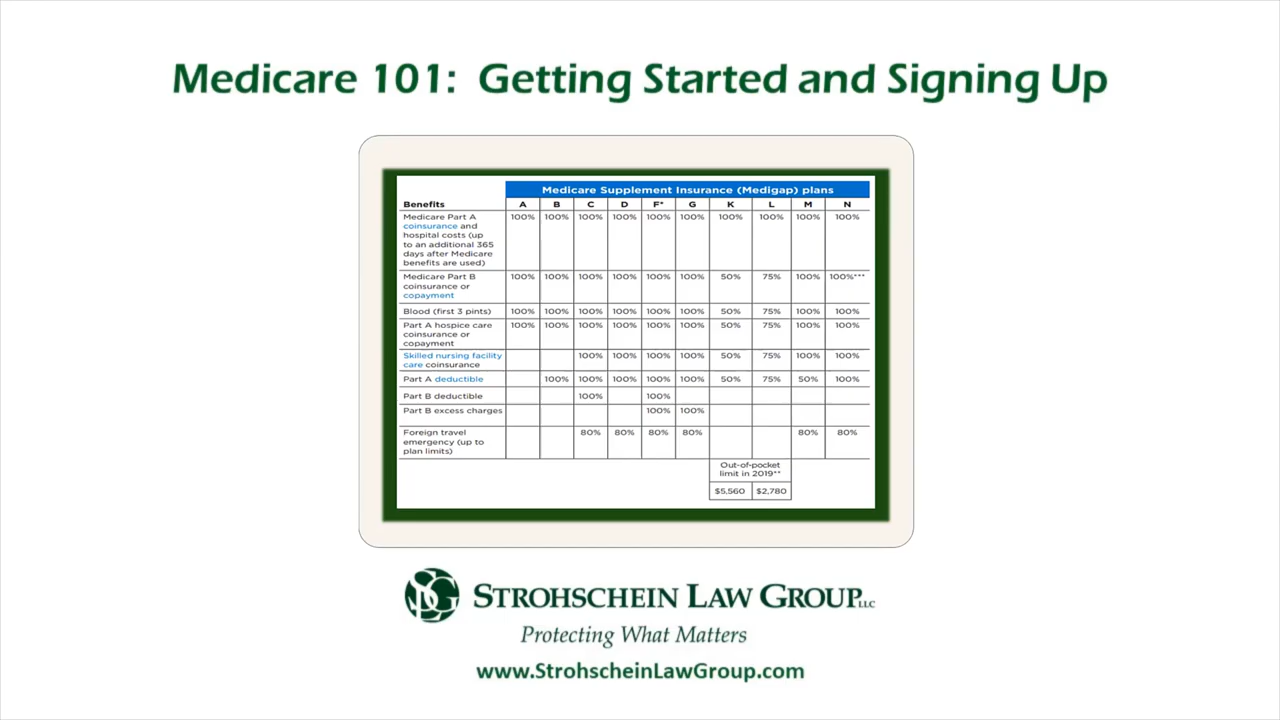 Medicare 101: Getting Started and Signing Up
Medicare Supplement Insurance (Medigap) plans
Benefits A B C D F* G K L M N
Medicare Part A 100% 100% 100% 100% 100% 100% 100% 100% 100% 100%
coinsurance and
hospital costs (up
to an additional 365
days after Medicare
benefits are used)
Medicare Part B 100% 100% 100% 100% 100% 100% 50% 75% 100% 100%***
coinsurance or
copayment
Blood (first 3 pints) 100% 100% 100% 100% 100% 100% 50% 75% 100% 100%
Part A hospice care 100% 100% 100% 100% 100% 100% 50% 75% 100% 100%
coinsurance or
copayment
Skilled nursing facility 100% 100% 100% 100% 50% 75% 100% 100%
care coinsurance
Part A deductible 100% 100% 100% 100% 100% 50% 75% 50% 100%
Part B deductible 100% 100%
Part B excess charges 100% 100%
Foreign travel 80% 80% 80% 80% 80% 80%
emergency (up to
plan limits)
Out-of-pocket
limit in 2019**
$5,560 $2,780
SLG STROHSCHEIN LAW GROUP, LLC
Protecting What Matters
www.StrohscheinLawGroup.com